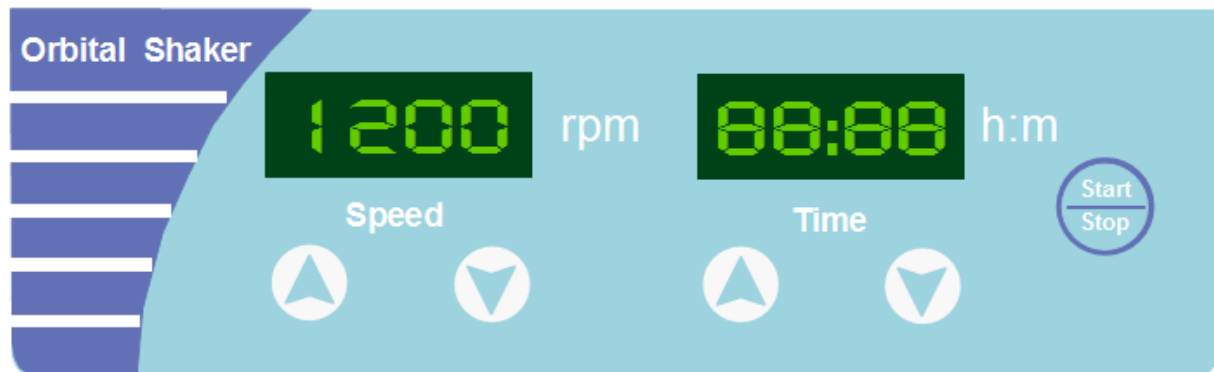 Orbital Shaker
1200 rpm
88:88 h:m
Speed
Time
Start
Stop